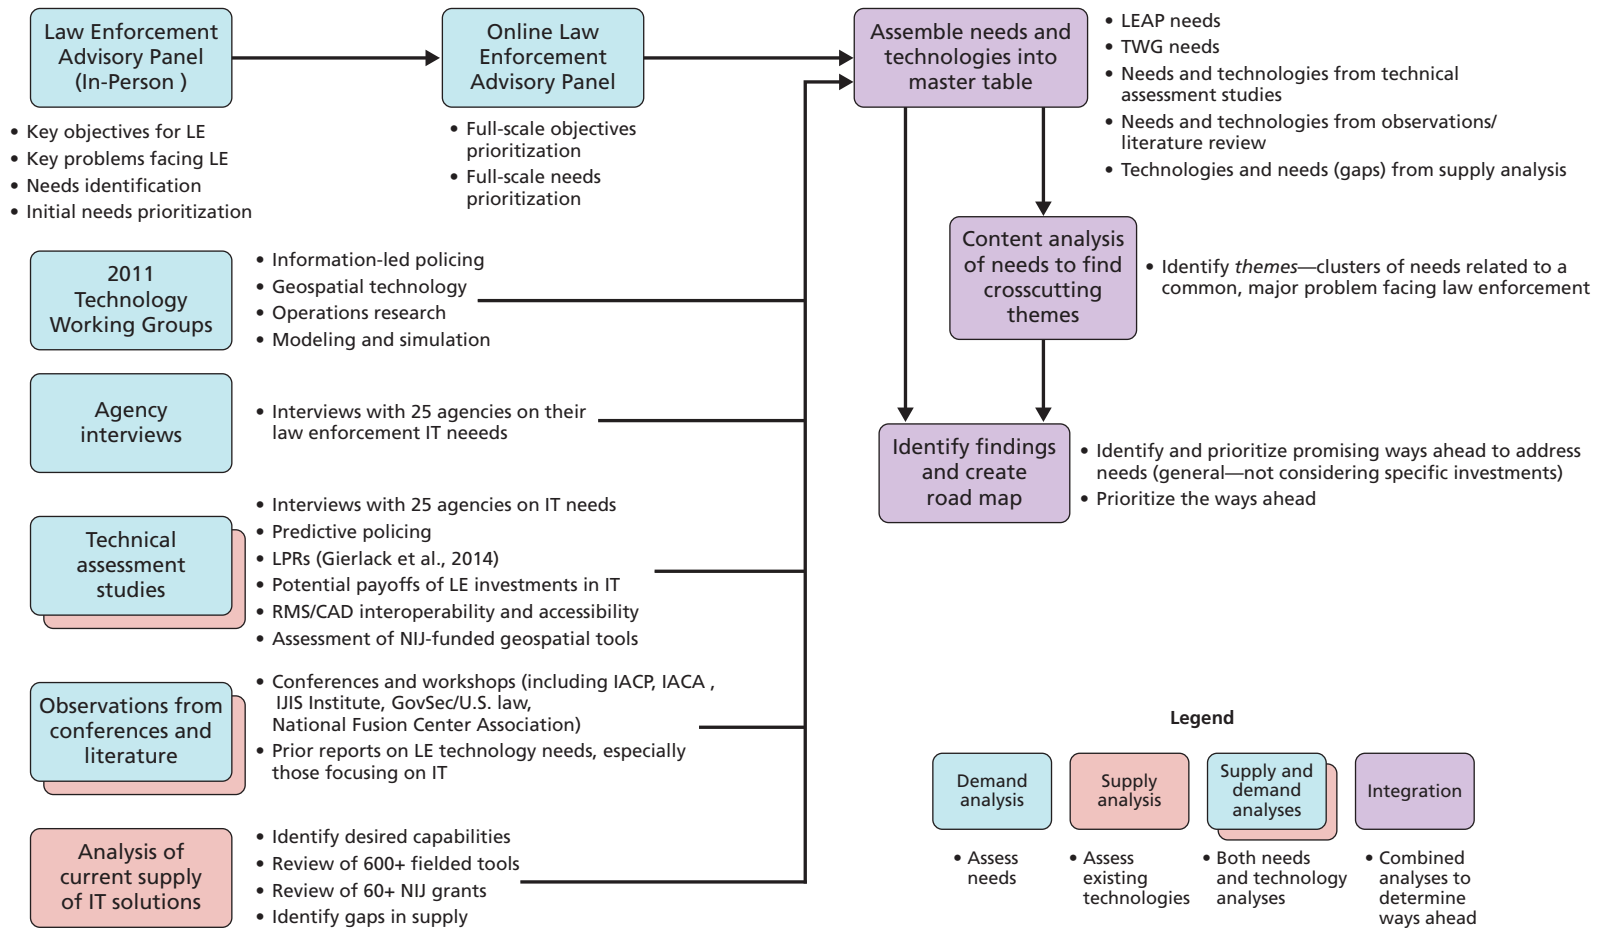 Law Enforcement
Advisory Panel
(In-Person )
• Key objectives for LE
• Key problems facing LE
• Needs identification
• Initial needs prioritization
Online Law
Enforcement
Advisory Panel
• Full-scale objectives
prioritization
• Full-scale needs
prioritization
Assemble needs and
technologies into
master table
• LEAP needs
• TWG needs
• Needs and technologies from technical
assessment studies
• Needs and technologies from observations/
literature review
• Technologies and needs (gaps) from supply analysis
2011
Technology
Working Groups
• Information-led policing
• Geospatial technology
• Operations research
• Modeling and simulation
Content analysis
of needs to find
crosscutting
themes
• Identify themes—clusters of needs related to a
common, major problem facing law enforcement
Agency
interviews
• Interviews with 25 agencies on their
law enforcement IT neeeds
Identify findings
and create
road map
• Identify and prioritize promising ways ahead to address
needs (general—not considering specific investments)
• Prioritize the ways ahead
Technical
assessment
studies
• Interviews with 25 agencies on IT needs
• Predictive policing
• LPRs (Gierlack et al., 2014)
• Potential payoffs of LE investments in IT
• RMS/CAD interoperability and accessibility
• Assessment of NIJ-funded geospatial tools
Observations from
conferences and
literature
• Conferences and workshops (including IACP, IACA ,
IJIS Institute, GovSec/U.S. law,
National Fusion Center Association)
• Prior reports on LE technology needs, especially
those focusing on IT
Analysis of
current supply
of IT solutions
• Identify desired capabilities
• Review of 600+ fielded tools
• Review of 60+ NIJ grants
• Identify gaps in supply
Legend
Demand
analysis
• Assess
needs
Supply
analysis
• Assess
existing
technologies
Supply and
demand
analyses
• Both needs
and technology
analyses
Integration
• Combined
analyses to
determine
ways ahead